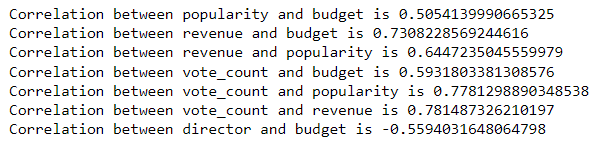 Correlation between popularity and budget is 0.5054139990665325
Correlation between revenue and budget is 0.7308228569244616
Correlation between revenue and popularity is 0.6447235045559979
Correlation between vote_count and budget is 0.5931803381308576
Correlation between vote_count and popularity is 0.7781298890348538
Correlation between vote_count and revenue is 0.781487326210197
Correlation between director and budget is -0.5594031648064798